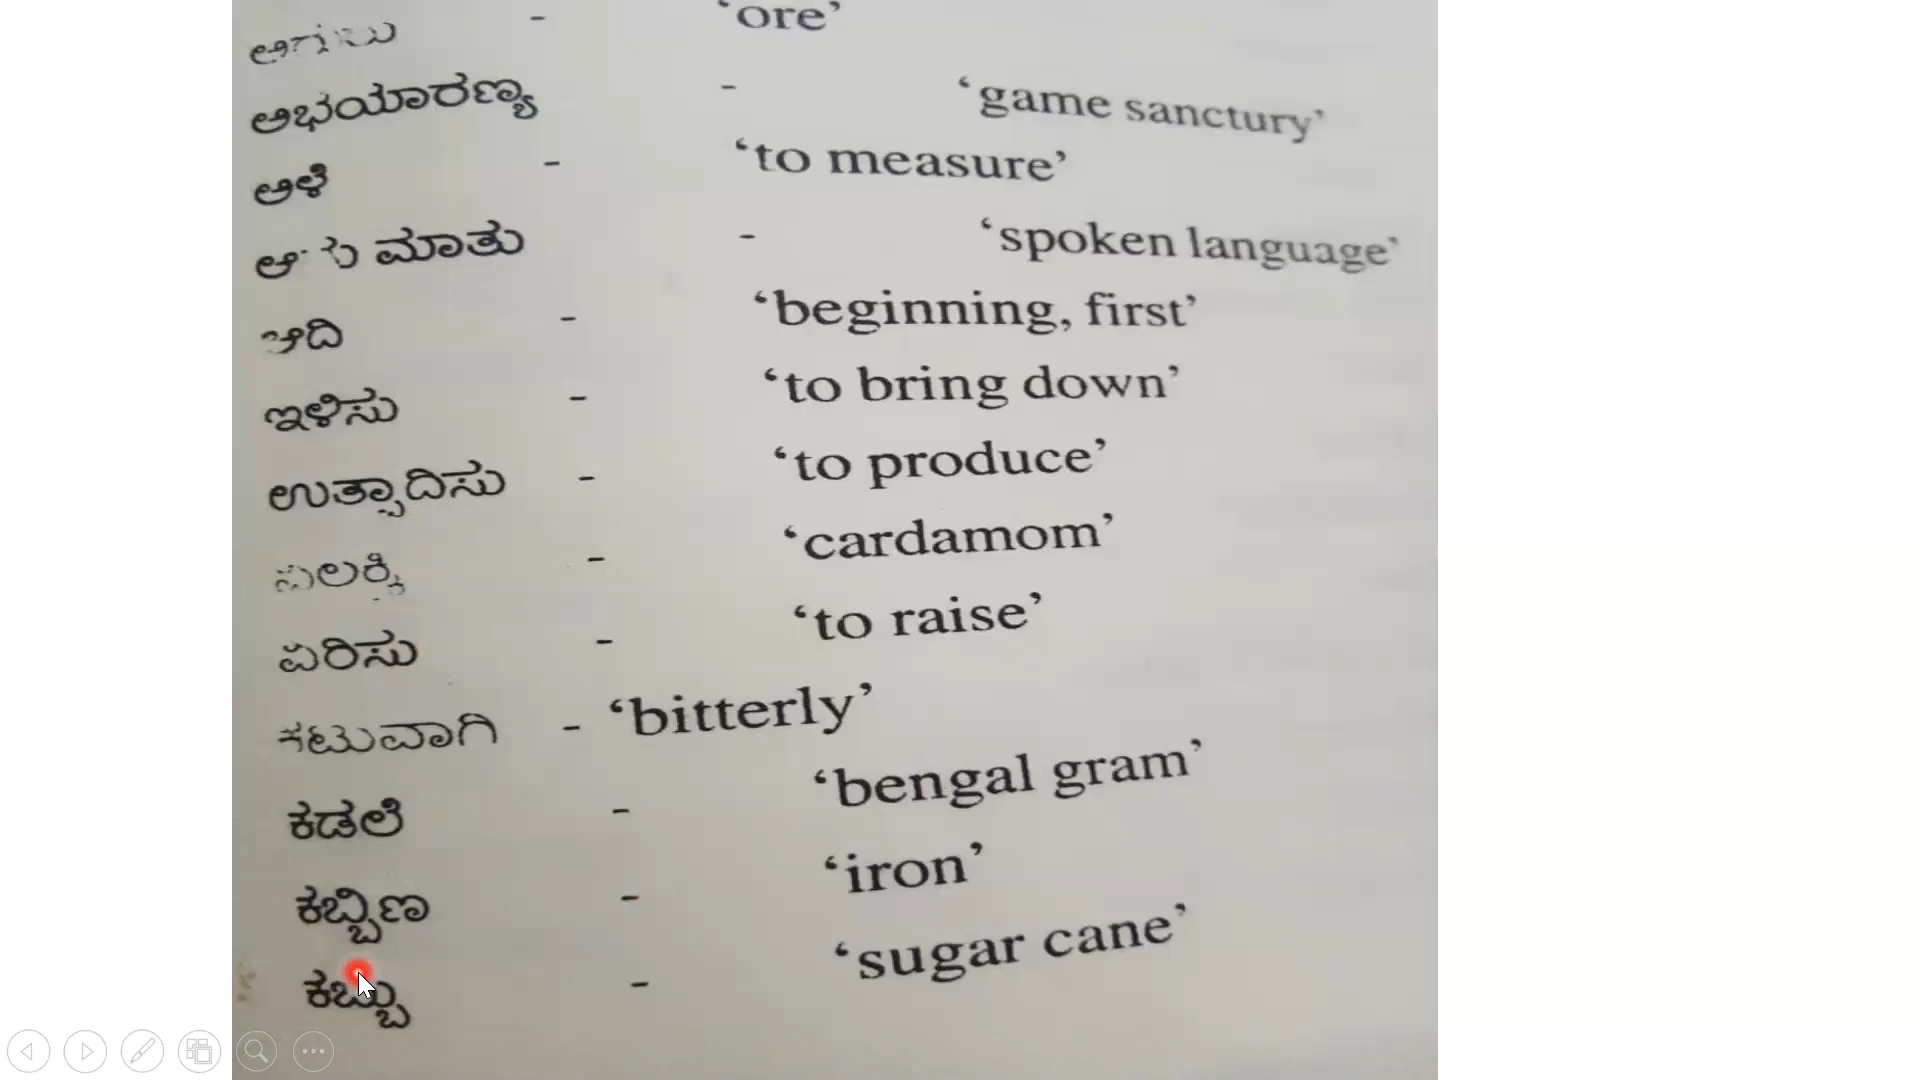 - 'ore'
ಅಭಯಾರಣ್ಯ - 'game sanctury'
ಅಳೆ - 'to measure'
ಮಾತು - 'spoken language'
ಆದಿ - 'beginning, first'
ಇಳಿಸು - 'to bring down'
ಉತ್ಪಾದಿಸು - 'to produce'
- 'cardamom'
ಏರಿಸು - 'to raise'
ಕಟುವಾಗಿ - 'bitterly'
ಕಡಲೆ - 'bengal gram'
ಕಬ್ಬಿಣ - 'iron'
ಕಬ್ಬು - 'sugar cane'